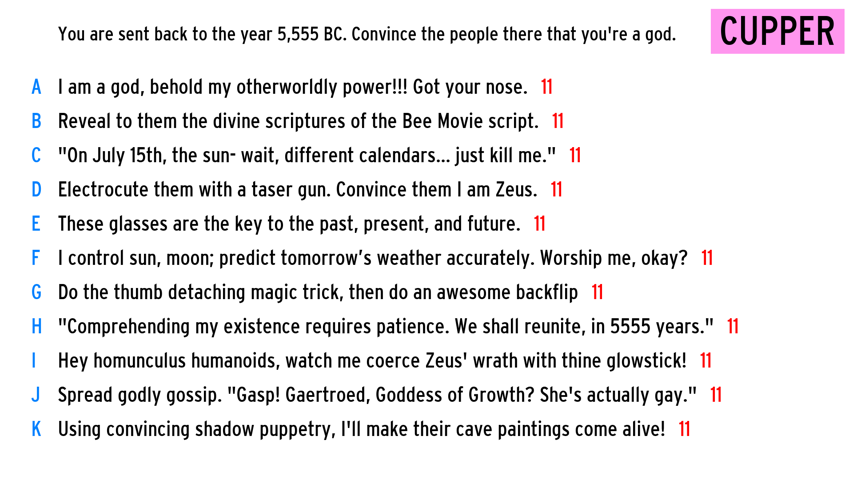 You are sent back to the year 5,555 BC. Convince the people there that you're a god.
CUPPER
A I am a god, behold my otherworldly power!!! Got your nose. 11
B Reveal to them the divine scriptures of the Bee Movie script. 11
C "On July 15th, the sun- wait, different calendars... just kill me." 11
D Electrocute them with a taser gun. Convince them I am Zeus. 11
E These glasses are the key to the past, present, and future. 11
F I control sun, moon; predict tomorrow's weather accurately. Worship me, okay? 11
G Do the thumb detaching magic trick, then do an awesome backflip 11
H "Comprehending my existence requires patience. We shall reunite, in 5555 years." 11
I Hey homunculus humanoids, watch me coerce Zeus' wrath with thine glowstick! 11
J Spread godly gossip. "Gasp! Gaertroed, Goddess of Growth? She's actually gay." 11
K Using convincing shadow puppetry, I'll make their cave paintings come alive! 11